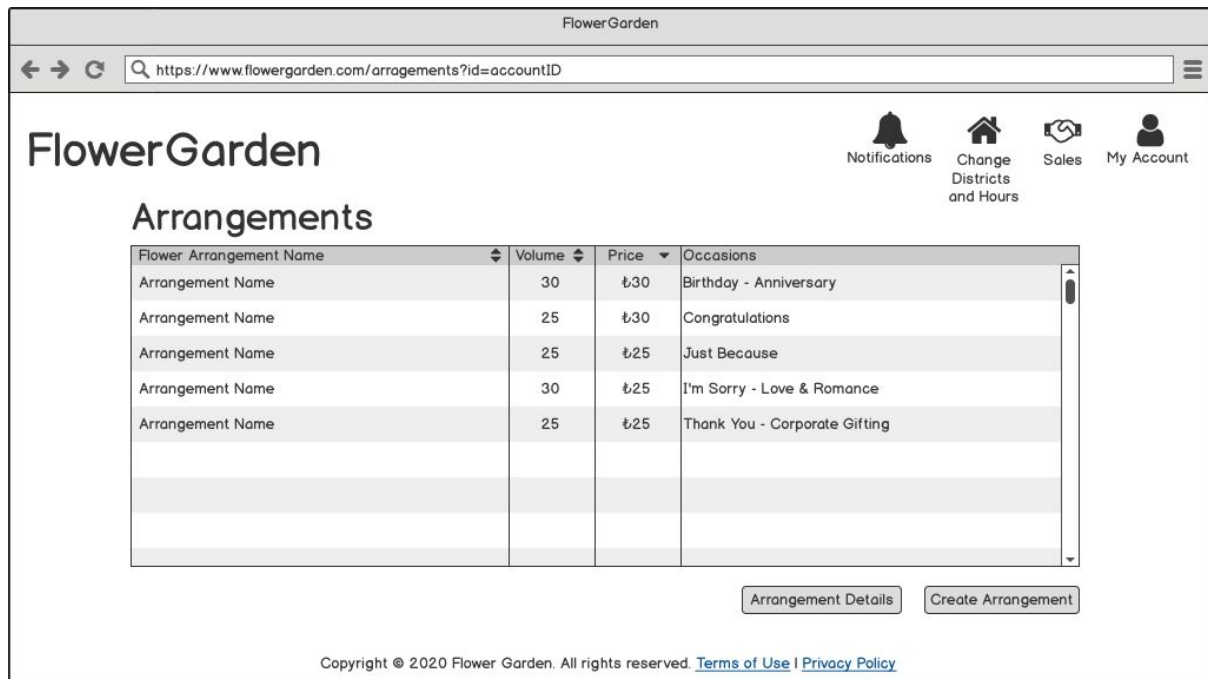 FlowerGarden
https://www.flowergarden.com/arragements?id=accountID
FlowerGarden
Notifications
Change
Districts
and Hours
Sales
My Account
Arrangements
Flower Arrangement Name Volume Price Occasions
Arrangement Name 30 ₺30 Birthday - Anniversary
Arrangement Name 25 ₺30 Congratulations
Arrangement Name 25 ₺25 Just Because
Arrangement Name 30 ₺25 I'm Sorry - Love & Romance
Arrangement Name 25 ₺25 Thank You - Corporate Gifting
Arrangement Details Create Arrangement
Copyright © 2020 Flower Garden. All rights reserved. Terms of Use | Privacy Policy